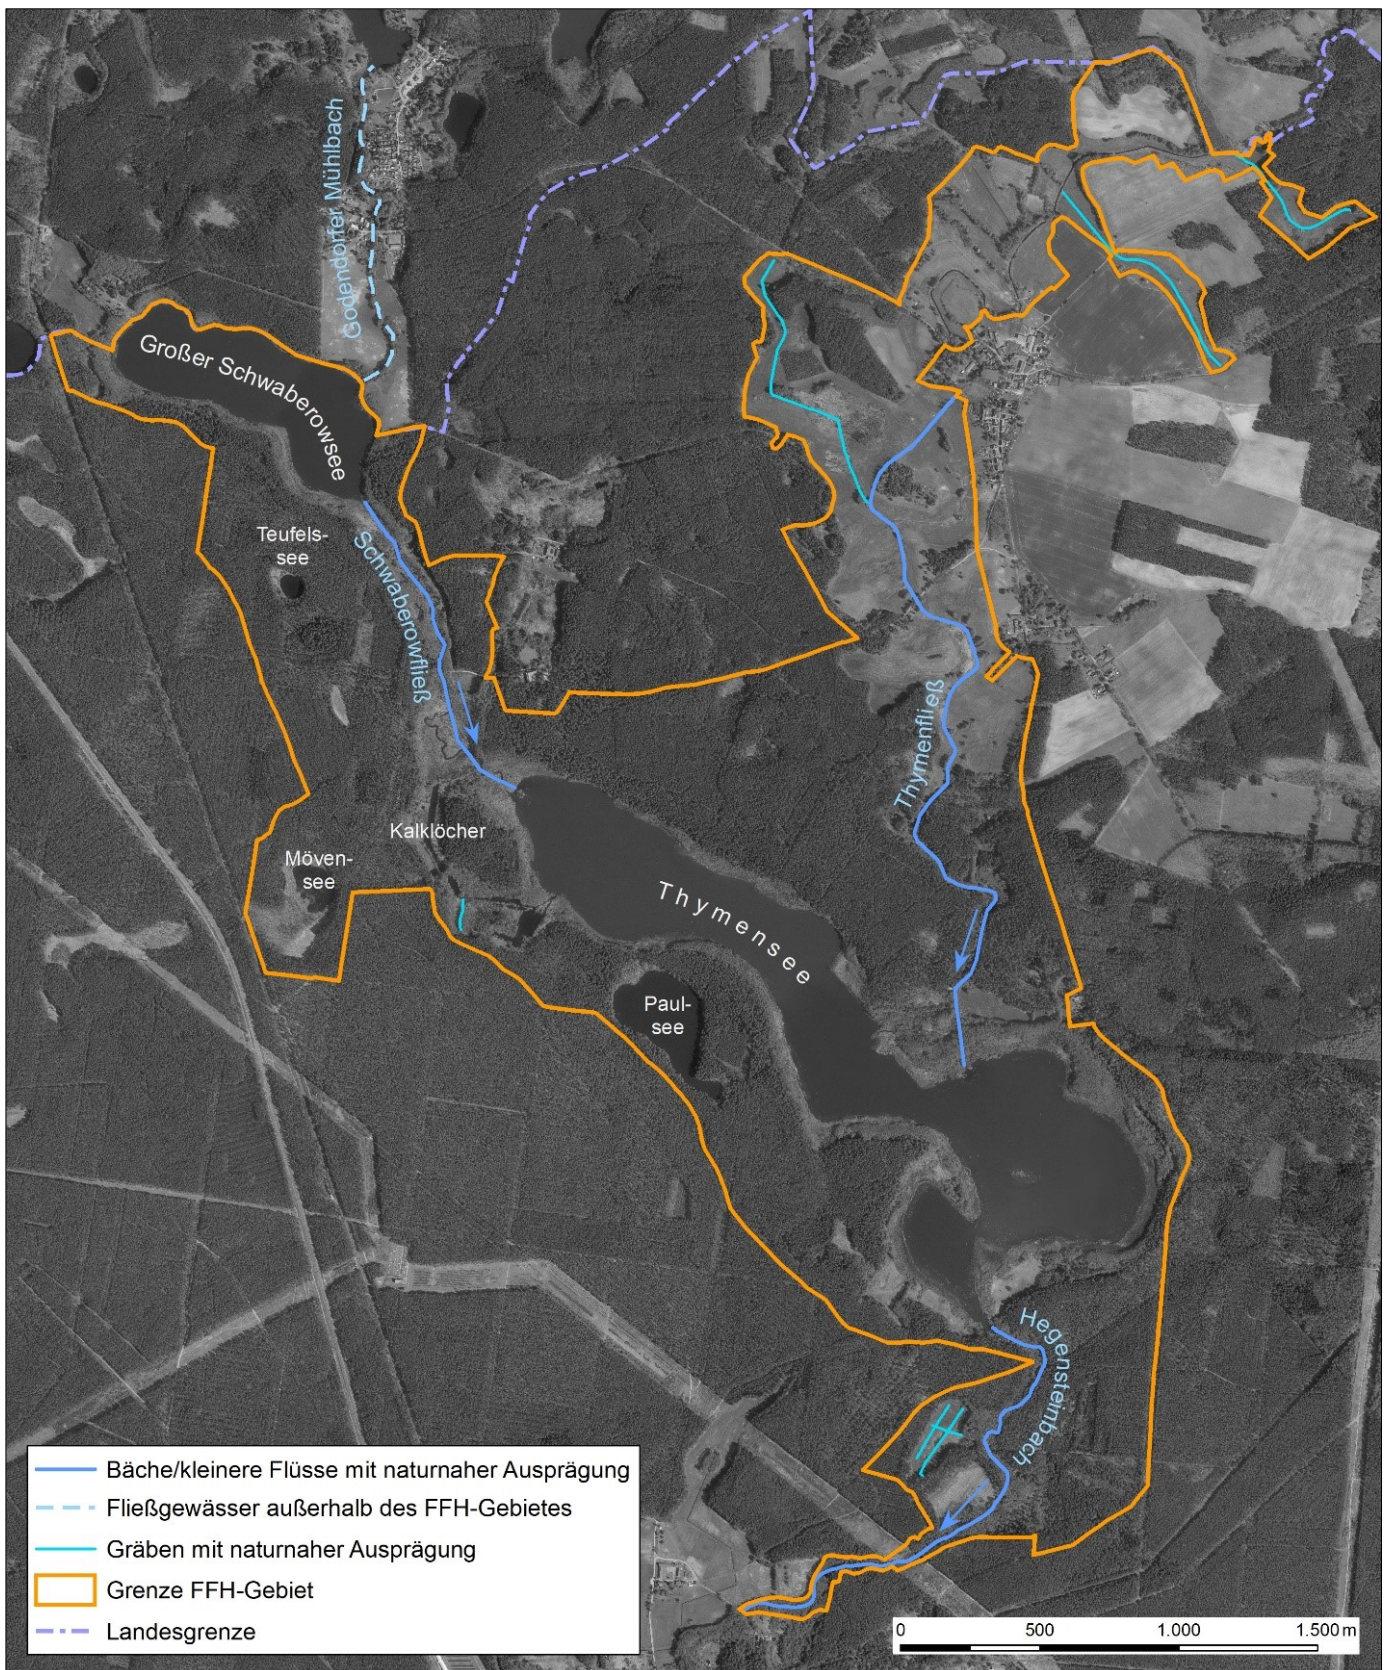 Godendorfer Mühlbach
Großer Schwaberowsee
Teufels-
see
Schwaberowfließ
Thymenfließ
Kalklöcher
Möven-
see
Thymensee
Paul-
see
Hegensteinbach
Bäche/kleinere Flüsse mit naturnaher Ausprägung
Fließgewässer außerhalb des FFH-Gebietes
Gräben mit naturnaher Ausprägung
Grenze FFH-Gebiet
Landesgrenze
0 500 1.000 1.500 m